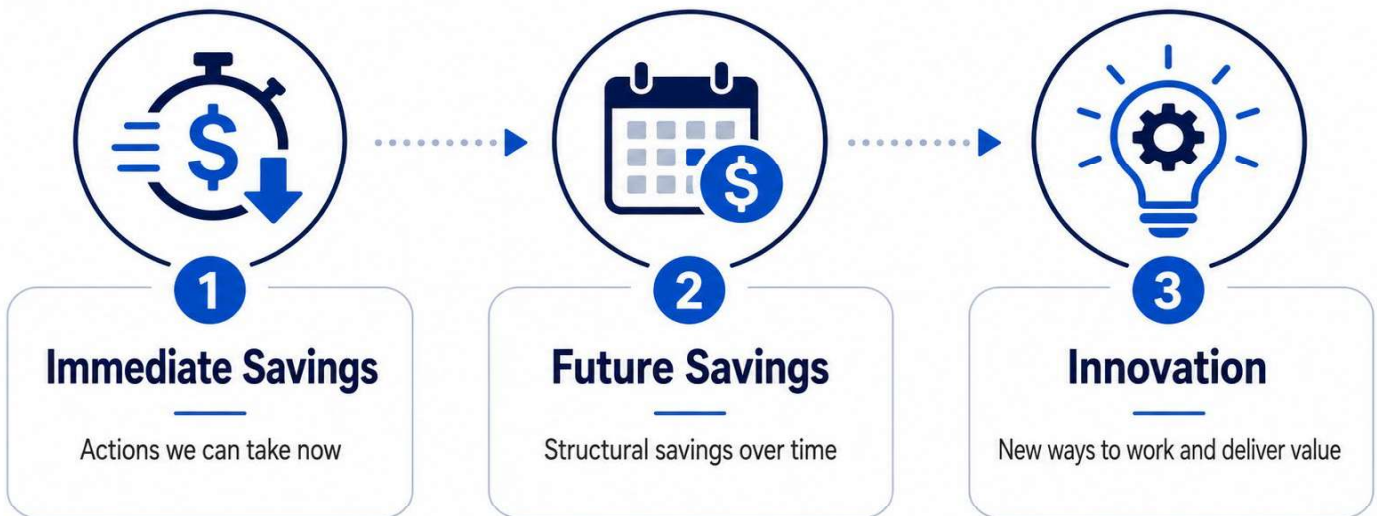 $
$
1
2
3
Immediate Savings
Future Savings
Innovation
Actions we can take now
Structural savings over time
New ways to work and deliver value